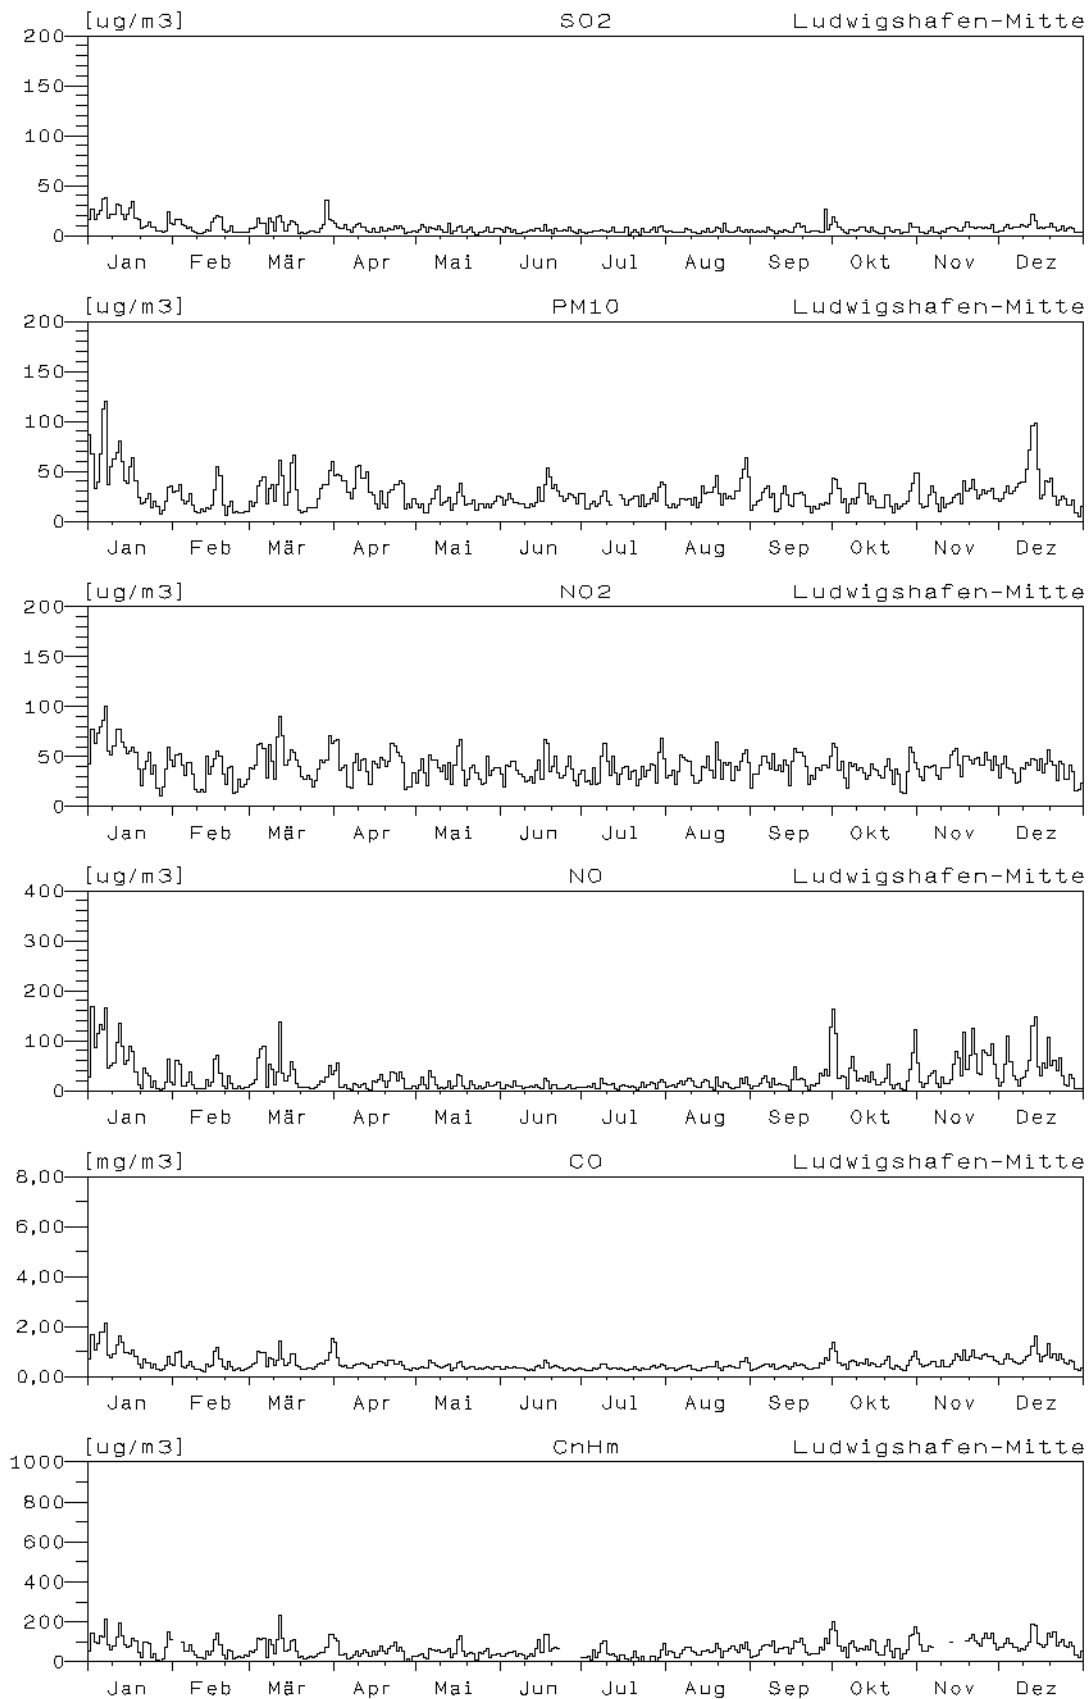 [ug/m3] SO2 Ludwigshafen-Mitte
200
150
100
50
0
Jan Feb Mär Apr Mai Jun Jul Aug Sep Okt Nov Dez
[ug/m3] PM10 Ludwigshafen-Mitte
200
150
100
50
0
Jan Feb Mär Apr Mai Jun Jul Aug Sep Okt Nov Dez
[ug/m3] NO2 Ludwigshafen-Mitte
200
150
100
50
0
Jan Feb Mär Apr Mai Jun Jul Aug Sep Okt Nov Dez
[ug/m3] NO Ludwigshafen-Mitte
400
300
200
100
0
Jan Feb Mär Apr Mai Jun Jul Aug Sep Okt Nov Dez
[mg/m3] CO Ludwigshafen-Mitte
8,00
6,00
4,00
2,00
0,00
Jan Feb Mär Apr Mai Jun Jul Aug Sep Okt Nov Dez
[ug/m3] CnHm Ludwigshafen-Mitte
1000
800
600
400
200
0
Jan Feb Mär Apr Mai Jun Jul Aug Sep Okt Nov Dez